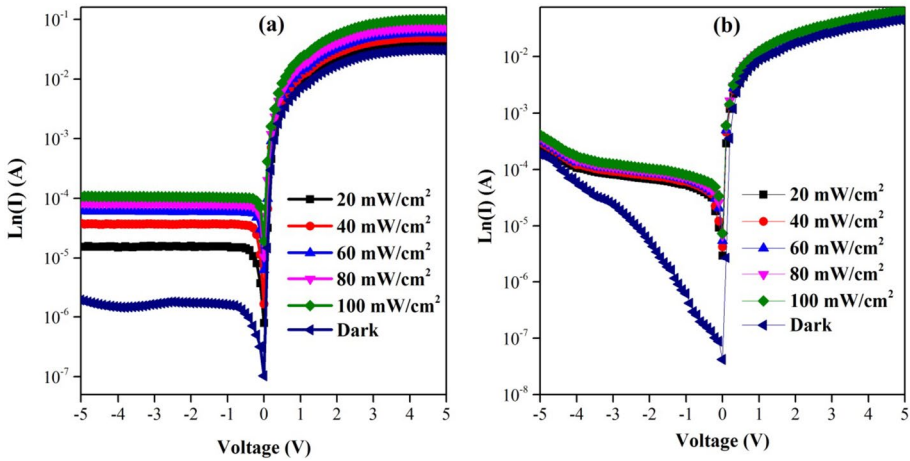 (a)
Ln(I) (A)
10⁻¹
10⁻²
10⁻³
10⁻⁴
10⁻⁵
10⁻⁶
10⁻⁷
20 mW/cm²
40 mW/cm²
60 mW/cm²
80 mW/cm²
100 mW/cm²
Dark
-5 -4 -3 -2 -1 0 1 2 3 4 5
Voltage (V)
(b)
Ln(I) (A)
10⁻²
10⁻³
10⁻⁴
10⁻⁵
10⁻⁶
10⁻⁷
10⁻⁸
20 mW/cm²
40 mW/cm²
60 mW/cm²
80 mW/cm²
100 mW/cm²
Dark
-5 -4 -3 -2 -1 0 1 2 3 4 5
Voltage (V)